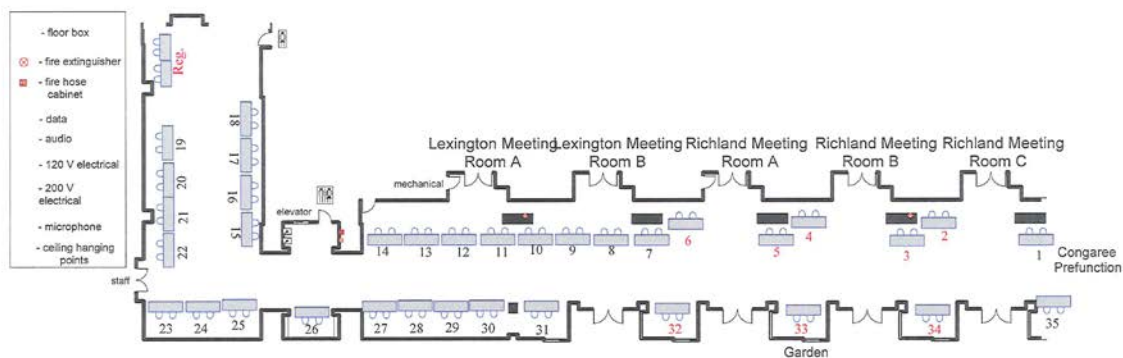 - floor box
- fire extinguisher
- fire hose
cabinet
- data
- audio
- 120 V electrical
- 200 V
electrical
- microphone
- ceiling hanging
points
staff
Reg.
19
20
21
22
18
17
16
15
elevator
mechanical
Lexington Meeting
Room A
Lexington Meeting
Room B
Richland Meeting
Room A
Richland Meeting
Room B
Richland Meeting
Room C
14
13
12
11
10
9
8
7
6
5
4
3
2
1
Congaree
Prefunction
23
24
25
26
27
28
29
30
31
32
33
34
35
Garden